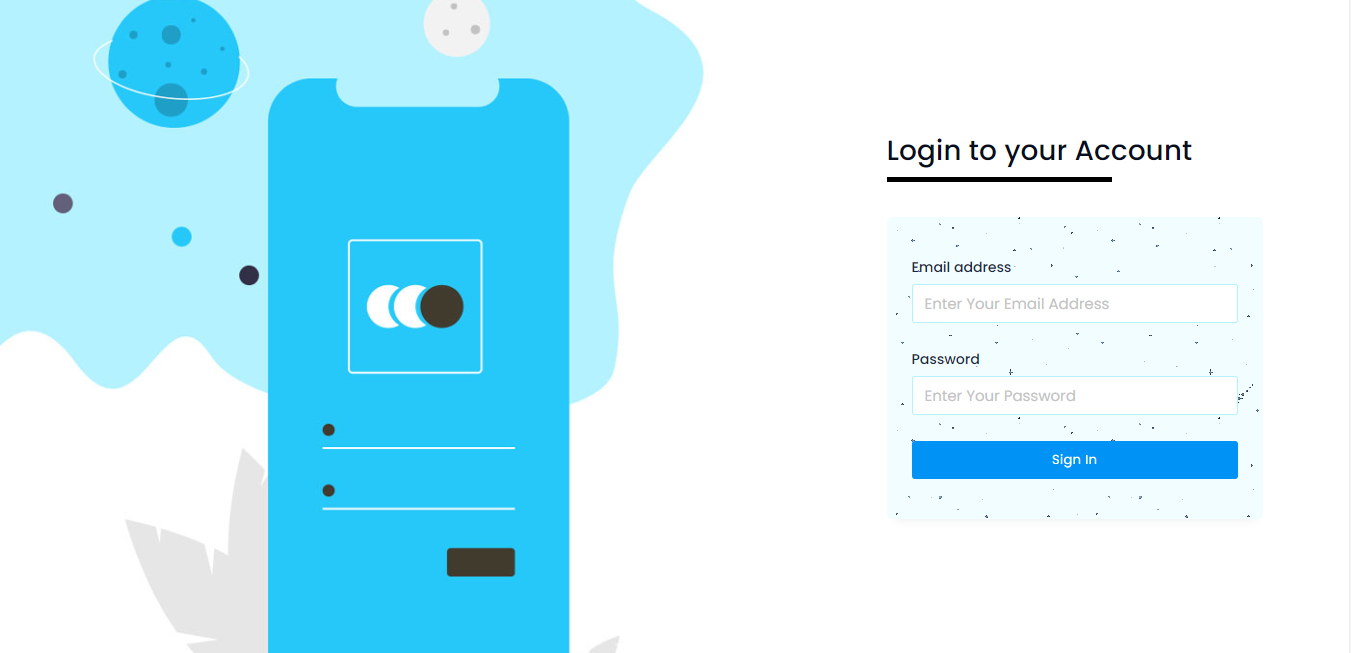 Login to your Account
Email address
Enter Your Email Address
Password
Enter Your Password
Sign In